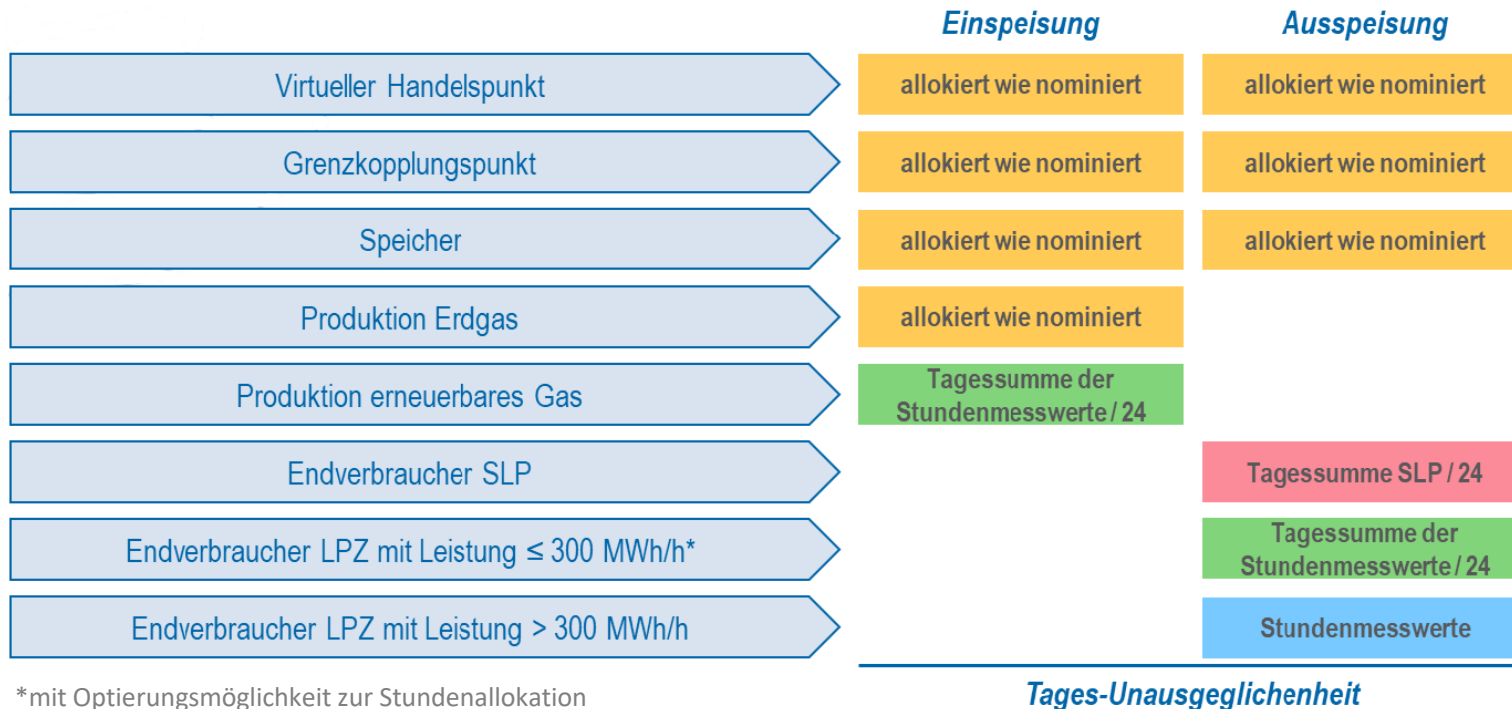 Einspeisung Ausspeisung
Virtueller Handelspunkt allokiert wie nominiert allokiert wie nominiert
Grenzkopplungspunkt allokiert wie nominiert allokiert wie nominiert
Speicher allokiert wie nominiert allokiert wie nominiert
Produktion Erdgas allokiert wie nominiert
Produktion erneuerbares Gas
Tagessumme der
Stundenmesswerte / 24
Endverbraucher SLP Tagessumme SLP / 24
Endverbraucher LPZ mit Leistung ≤ 300 MWh/h*
Tagessumme der
Stundenmesswerte / 24
Endverbraucher LPZ mit Leistung > 300 MWh/h Stundenmesswerte
*mit Optierungsmöglichkeit zur Stundenallokation Tages-Unausgeglichenheit